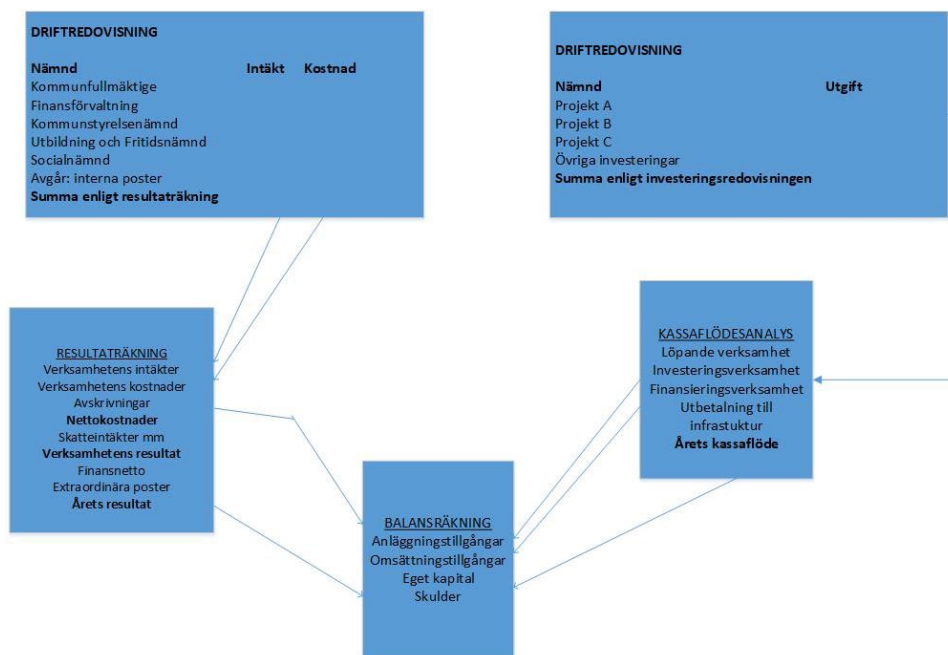 DRIFTREDOVISNING
Nämnd Intäkt Kostnad
Kommunfullmäktige
Finansförvaltning
Kommunstyrelsenämnd
Utbildning och Fritidsnämnd
Socialnämnd
Avgår: interna poster
Summa enligt resultaträkning
DRIFTREDOVISNING
Nämnd Utgift
Projekt A
Projekt B
Projekt C
Övriga investeringar
Summa enligt investeringsredovisningen
RESULTATRÄKNING
Verksamhetens intäkter
Verksamhetens kostnader
Avskrivningar
Nettokostnader
Skatteintäkter mm
Verksamhetens resultat
Finansnetto
Extraordinära poster
Årets resultat
KASSAFLÖDESANALYS
Löpande verksamhet
Investeringsverksamhet
Finansieringsverksamhet
Utbetalning till
infrastuktur
Årets kassaflöde
BALANSRÄKNING
Anläggningstillgångar
Omsättningstillgångar
Eget kapital
Skulder